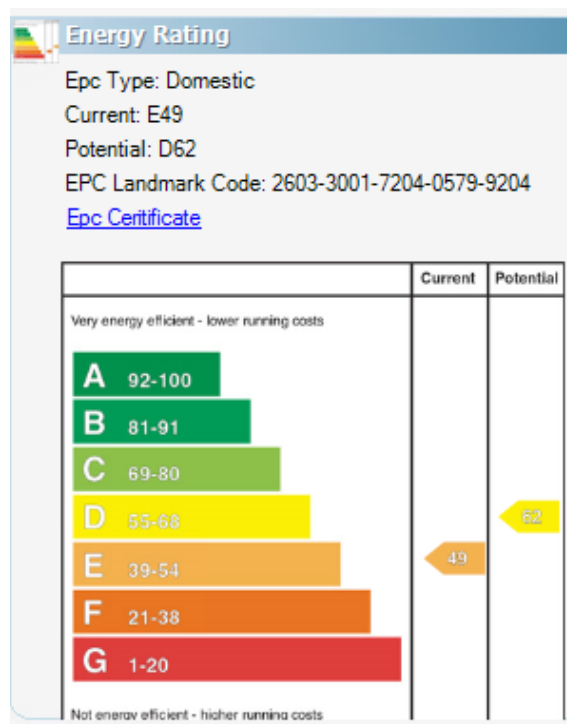 Energy Rating
Epc Type: Domestic
Current: E49
Potential: D62
EPC Landmark Code: 2603-3001-7204-0579-9204
Epc Ceritificate
Current Potential
Very energy efficient - lower running costs
A 92-100
B 81-91
C 69-80
D 55-68 62
E 39-54 49
F 21-38
G 1-20
Not energy efficient - higher running costs